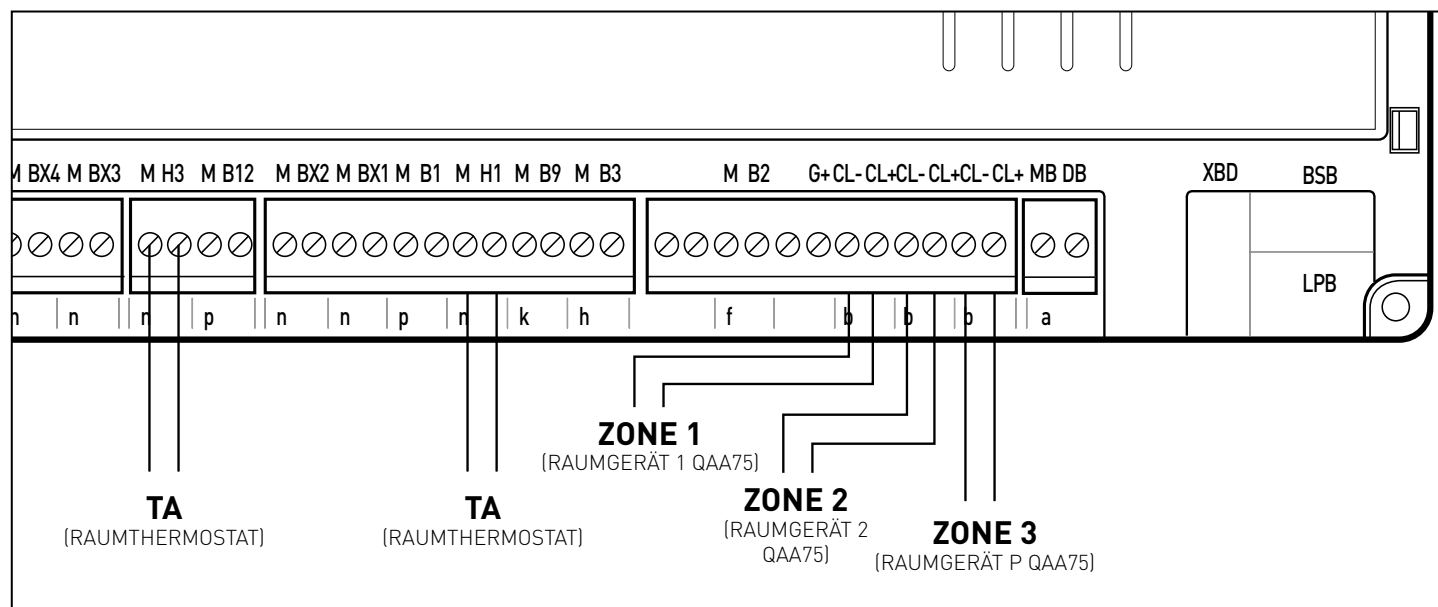 M BX4 M BX3 M H3 M B12 M BX2 M BX1 M B1 M H1 M B9 M B3 M B2 G+ CL- CL+ CL- CL+ CL- CL+ MB DB
XBD BSB
LPB
n n n p n n p n k h f b b b a
ZONE 1
(RAUMGERÄT 1 QAA75)
TA
(RAUMTHERMOSTAT)
TA
(RAUMTHERMOSTAT)
ZONE 2
(RAUMGERÄT 2
QAA75)
ZONE 3
(RAUMGERÄT P QAA75)